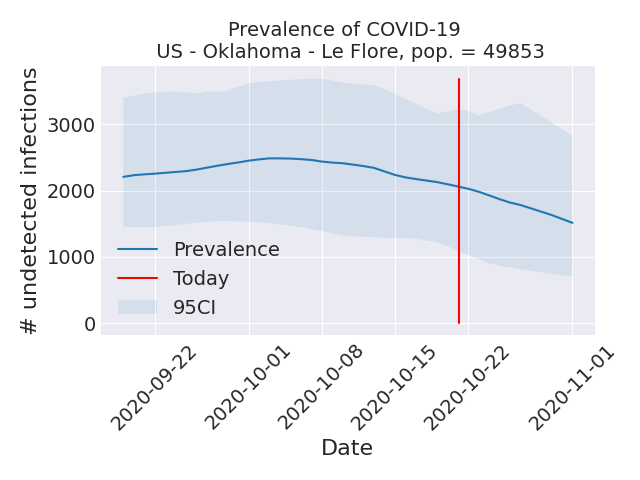 Prevalence of COVID-19
US - Oklahoma - Le Flore, pop. = 49853
# undetected infections
3000
2000
1000
0
Prevalence
Today
95CI
2020-09-22
2020-10-01
2020-10-08
2020-10-15
2020-10-22
2020-11-01
Date